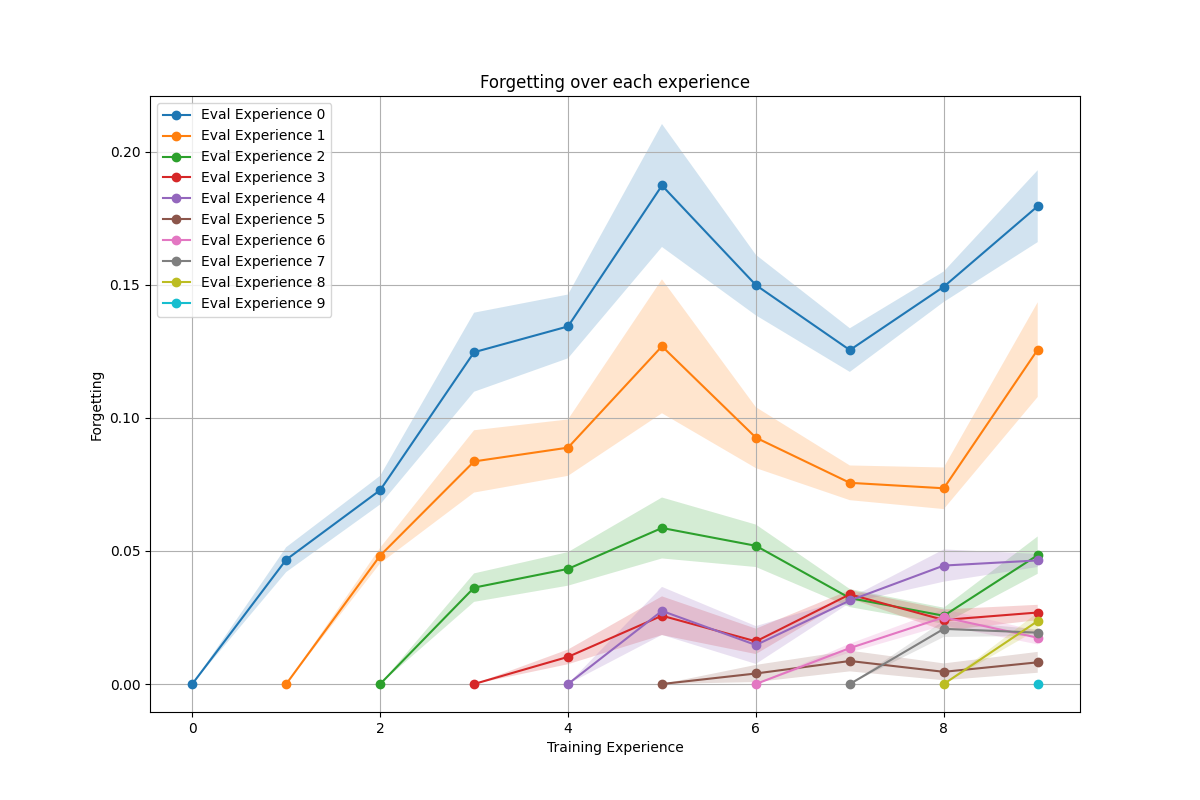 Forgetting over each experience
Eval Experience 0
Eval Experience 1
Eval Experience 2
Eval Experience 3
Eval Experience 4
Eval Experience 5
Eval Experience 6
Eval Experience 7
Eval Experience 8
Eval Experience 9
Forgetting
0.20
0.15
0.10
0.05
0.00
0 2 4 6 8
Training Experience